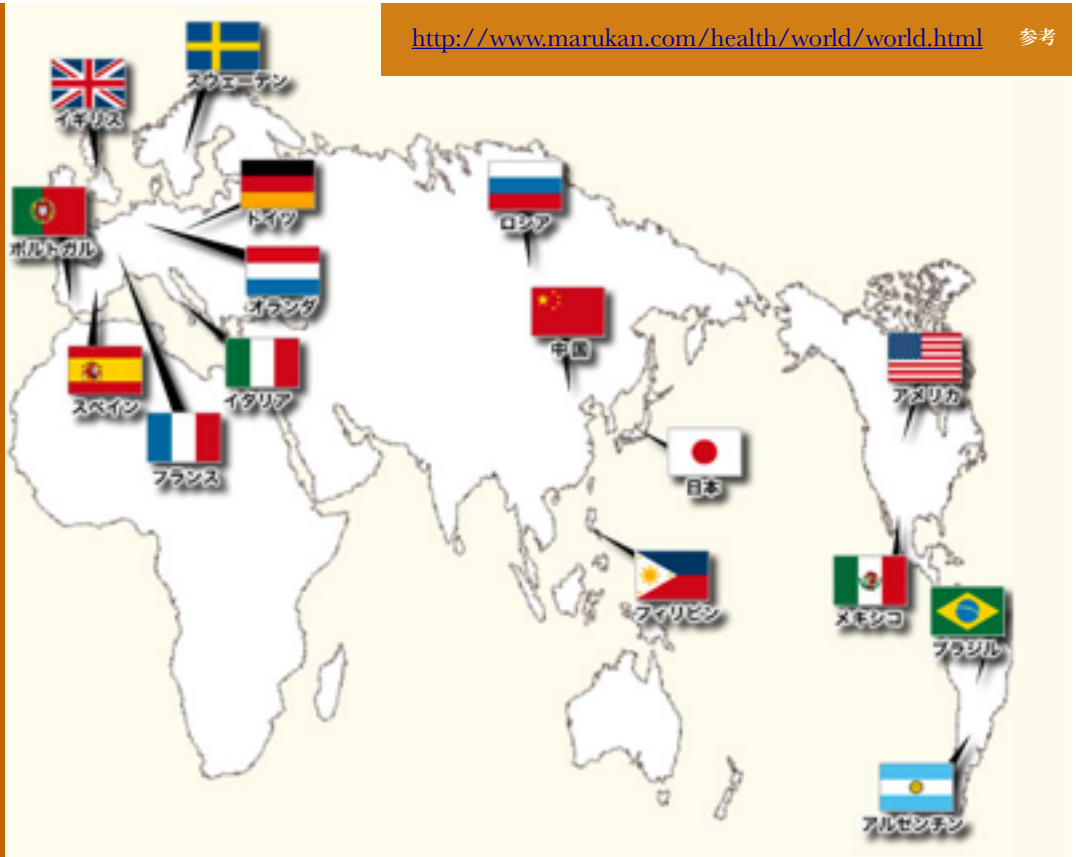 http://www.marukan.com/health/world/world.html 参考
スウェーデン
イギリス
ドイツ
ロシア
ポルトガル
オランダ
中国
イタリア
アメリカ
スペイン
フランス
日本
フィリピン
メキシコ
ブラジル
アルゼンチン